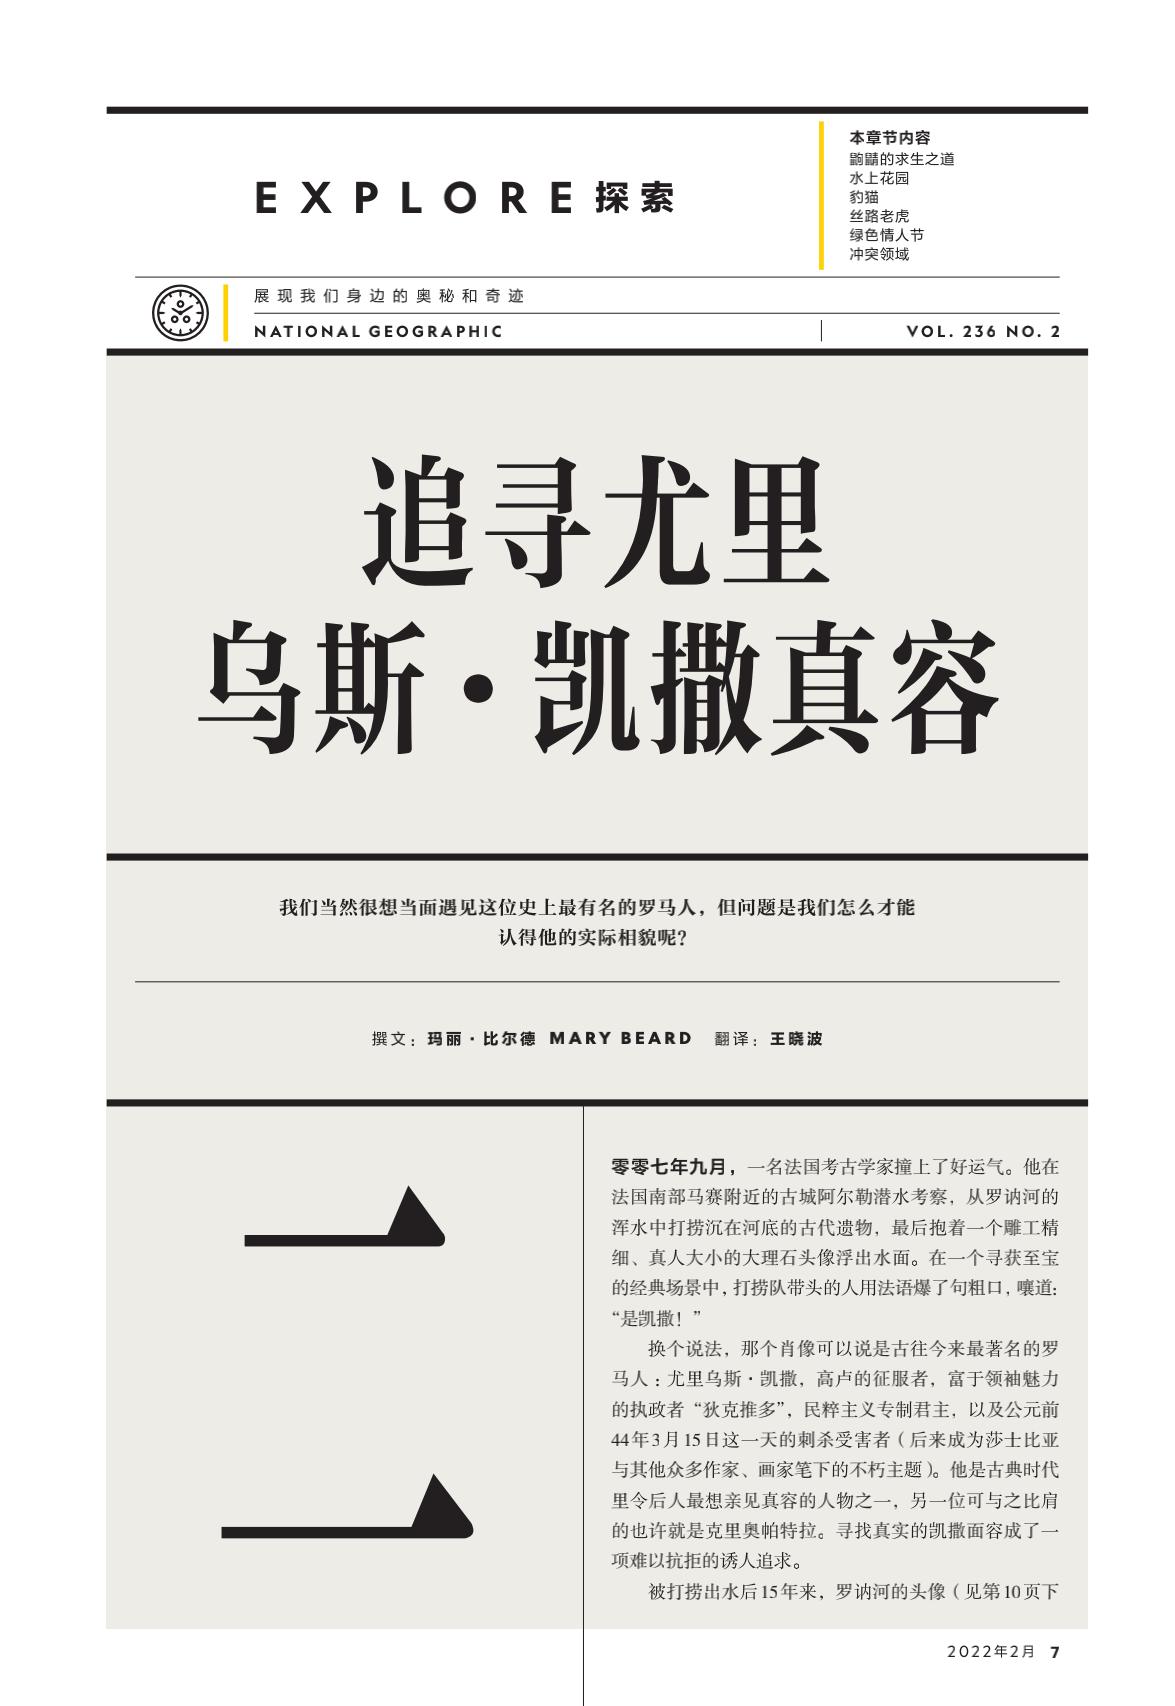 EXPLORE 探索
本章节内容
鼩鼱的求生之道
水上花园
豹猫
丝路老虎
绿色情人节
冲突领域
展现我们身边的奥秘和奇迹
NATIONAL GEOGRAPHIC
VOL. 236 NO. 2
追寻尤里
乌斯·凯撒真容
我们当然很想当面遇见这位史上最有名的罗马人，但问题是我们怎么才能
认得他的实际相貌呢？
撰文：玛丽·比尔德 MARY BEARD 翻译：王晓波
二
零零七年九月，一名法国考古学家撞上了好运气。他在
法国南部马赛附近的古城阿尔勒潜水考察，从罗讷河的
浑水中打捞沉在河底的古代遗物，最后抱着一个雕工精
细、真人大小的大理石头像浮出水面。在一个寻获至宝
的经典场景中，打捞队带头的人用法语爆了句粗口，嚷道：
“是凯撒！”
换个说法，那个肖像可以说是古往今来最著名的罗
马人：尤里乌斯·凯撒，高卢的征服者，富于领袖魅力
的执政者“狄克推多”，民粹主义专制君主，以及公元前
44年3月15日这一天的刺杀受害者（后来成为莎士比亚
与其他众多作家、画家笔下的不朽主题）。他是古典时代
里令后人最想亲见真容的人物之一，另一位可与之比肩
的也许就是克里奥帕特拉。寻找真实的凯撒面容成了一
项难以抗拒的诱人追求。
被打捞出水后15年来，罗讷河的头像（见第10页下
2022年2月 7